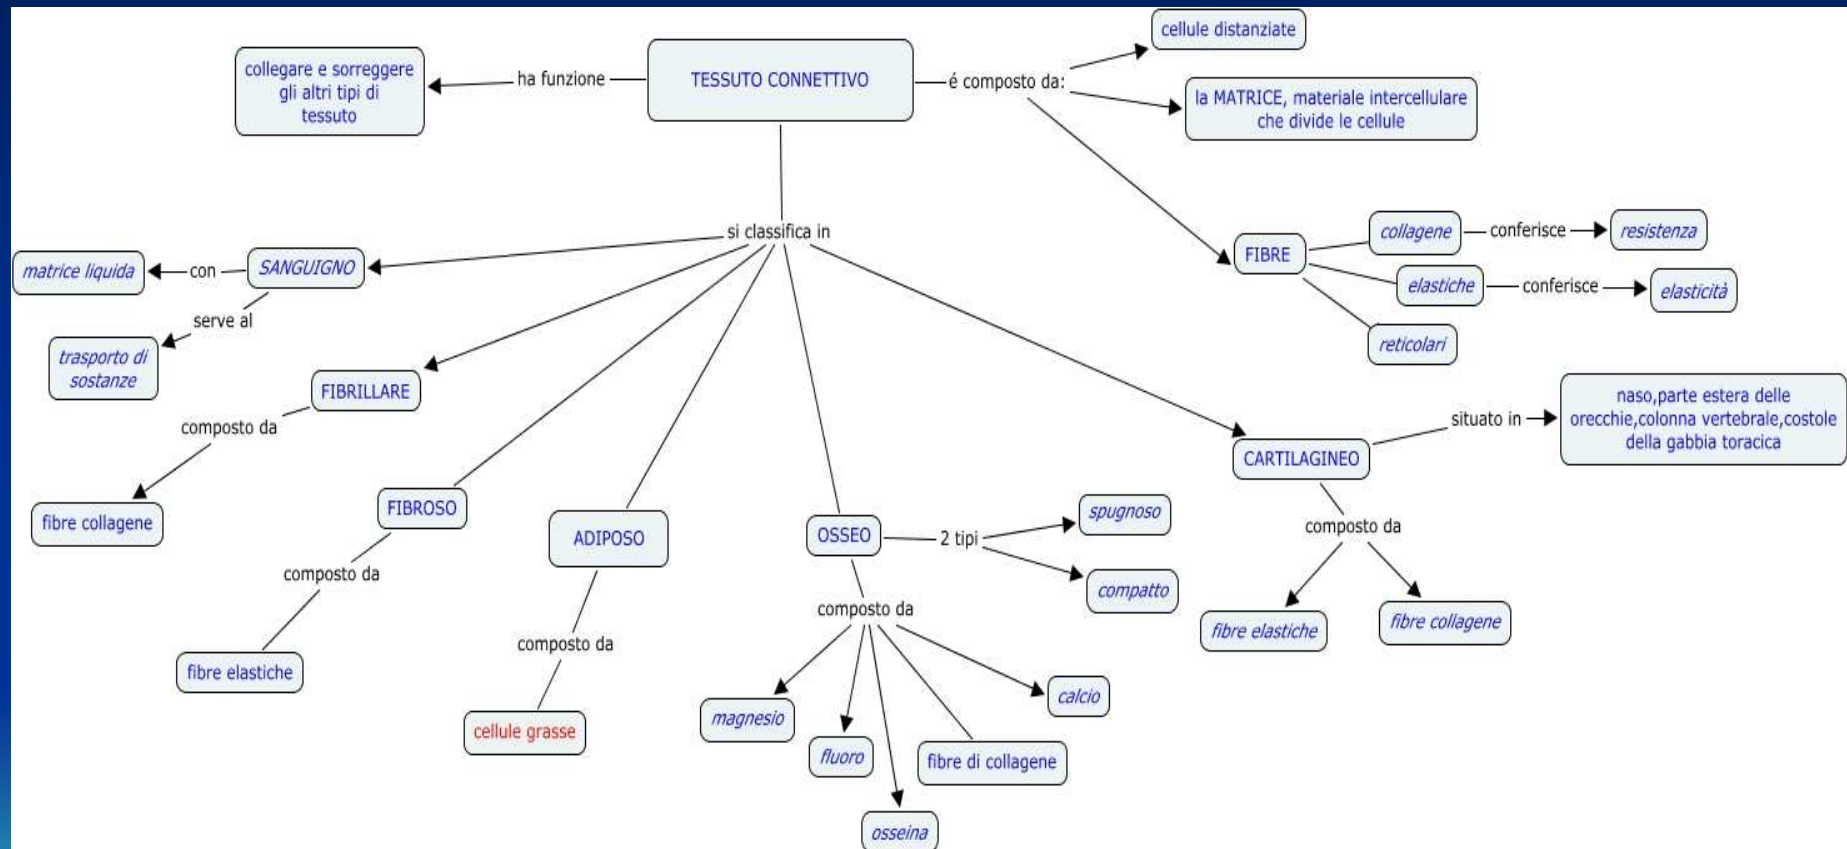 cellule distanziate
collegare e sorreggere
gli altri tipi di
tessuto
ha funzione
TESSUTO CONNETTIVO
é composto da:
la MATRICE, materiale intercellulare
che divide le cellule
si classifica in
matrice liquida
con
SANGUIGNO
serve al
trasporto di
sostanze
FIBRE
collagene
conferisce
resistenza
elastiche
conferisce
elasticità
reticolari
FIBRILLARE
composto da
fibre collagene
FIBROSO
composto da
fibre elastiche
ADIPOSO
composto da
cellule grasse
OSSEO
2 tipi
spugnoso
compatto
composto da
magnesio
fluoro
osseina
fibre di collagene
calcio
CARTILAGINEO
situato in
naso,parte estera delle
orecchie,colonna vertebrale,costole
della gabbia toracica
composto da
fibre elastiche
fibre collagene